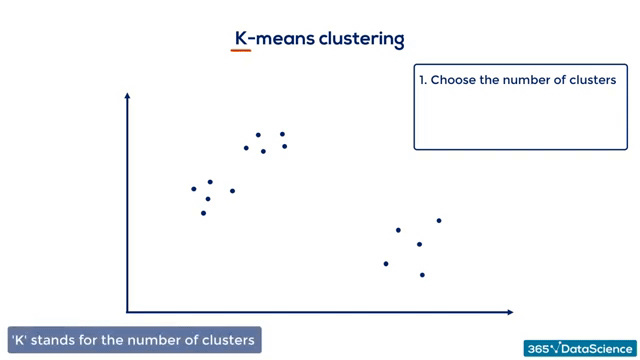 K-means clustering
1. Choose the number of clusters
'K' stands for the number of clusters
365 DataScience